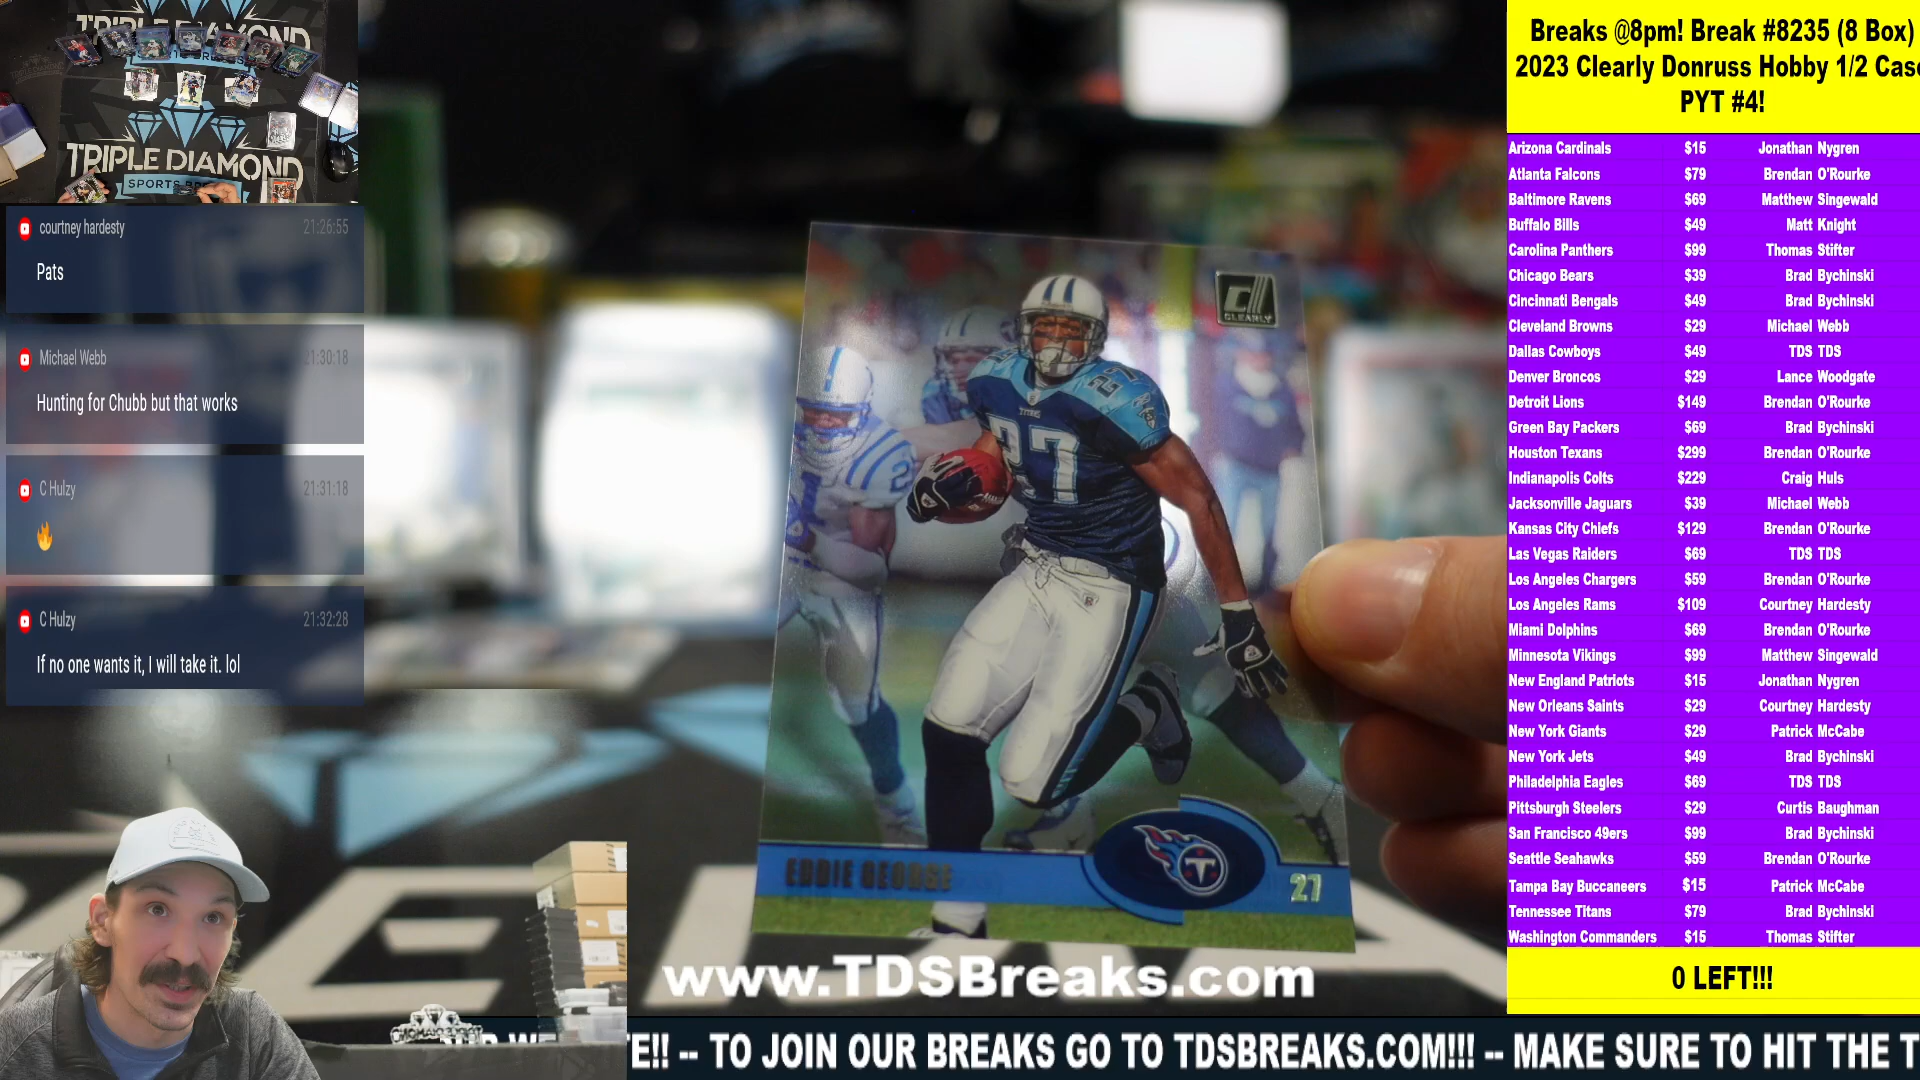 TRIPLE DIAMOND
SPORTS BREAKS
TRIPLE DIAMOND
courtney hardesty 21:26:55
Pats
Michael Webb 21:30:18
Hunting for Chubb but that works
C Hulzy 21:31:18
🔥
C Hulzy 21:32:28
If no one wants it, I will take it. lol
CLEARLY
27
27
TITANS
EDDIE GEORGE
T
27
www.TDSBreaks.com
Breaks @8pm! Break #8235 (8 Box)
2023 Clearly Donruss Hobby 1/2 Case
PYT #4!
Arizona Cardinals $15 Jonathan Nygren
Atlanta Falcons $79 Brendan O'Rourke
Baltimore Ravens $69 Matthew Singewald
Buffalo Bills $49 Matt Knight
Carolina Panthers $99 Thomas Stifter
Chicago Bears $39 Brad Bychinski
Cincinnati Bengals $49 Brad Bychinski
Cleveland Browns $29 Michael Webb
Dallas Cowboys $49 TDS TDS
Denver Broncos $29 Lance Woodgate
Detroit Lions $149 Brendan O'Rourke
Green Bay Packers $69 Brad Bychinski
Houston Texans $299 Brendan O'Rourke
Indianapolis Colts $229 Craig Huls
Jacksonville Jaguars $39 Michael Webb
Kansas City Chiefs $129 Brendan O'Rourke
Las Vegas Raiders $69 TDS TDS
Los Angeles Chargers $59 Brendan O'Rourke
Los Angeles Rams $109 Courtney Hardesty
Miami Dolphins $69 Brendan O'Rourke
Minnesota Vikings $99 Matthew Singewald
New England Patriots $15 Jonathan Nygren
New Orleans Saints $29 Courtney Hardesty
New York Giants $29 Patrick McCabe
New York Jets $49 Brad Bychinski
Philadelphia Eagles $69 TDS TDS
Pittsburgh Steelers $29 Curtis Baughman
San Francisco 49ers $99 Brad Bychinski
Seattle Seahawks $59 Brendan O'Rourke
Tampa Bay Buccaneers $15 Patrick McCabe
Tennessee Titans $79 Brad Bychinski
Washington Commanders $15 Thomas Stifter
0 LEFT!!!
E!! -- TO JOIN OUR BREAKS GO TO TDSBREAKS.COM!!! -- MAKE SURE TO HIT THE T